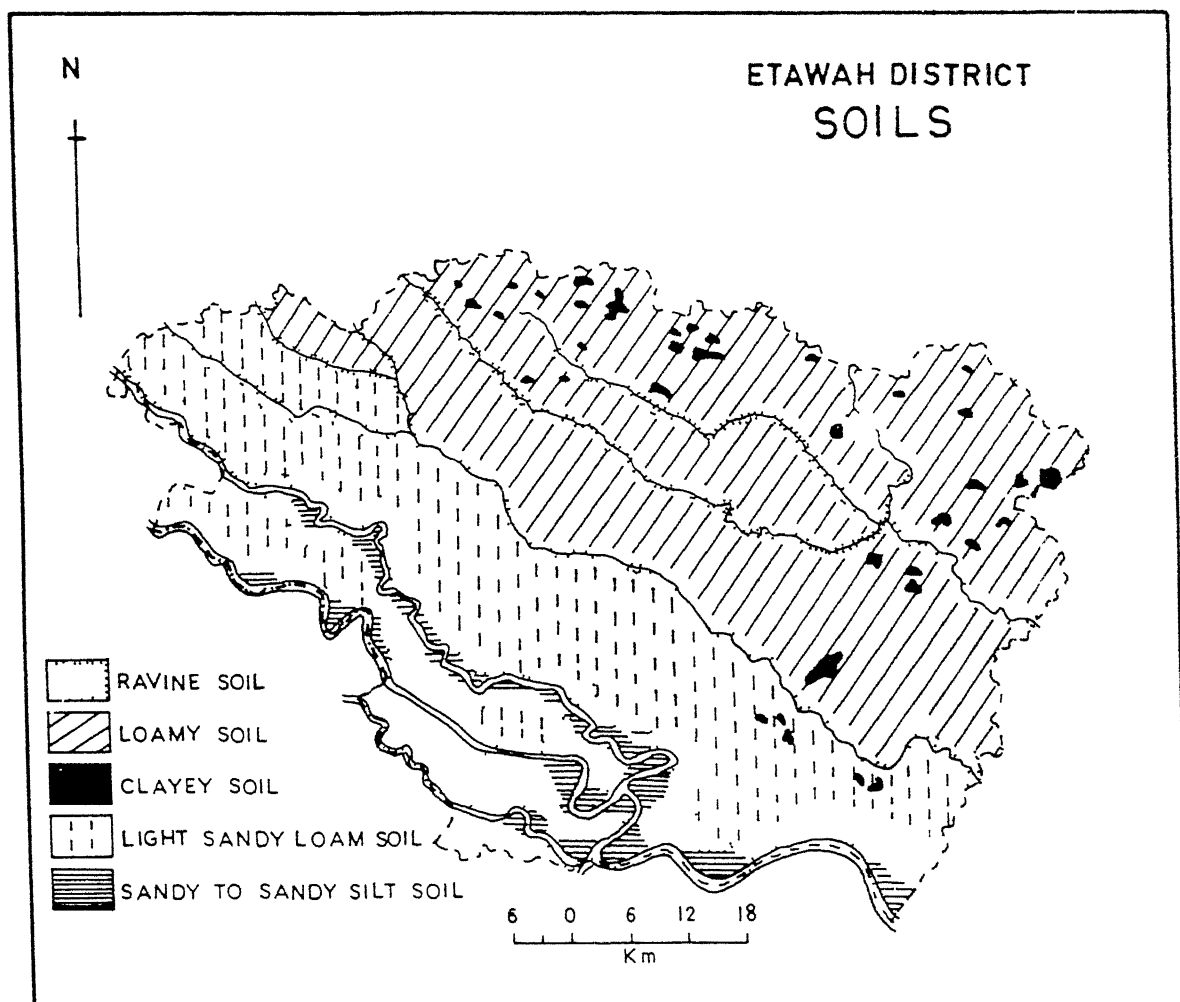 N
ETAWAH DISTRICT
SOILS
RAVINE SOIL
LOAMY SOIL
CLAYEY SOIL
LIGHT SANDY LOAM SOIL
SANDY TO SANDY SILT SOIL
6 0 6 12 18
Km